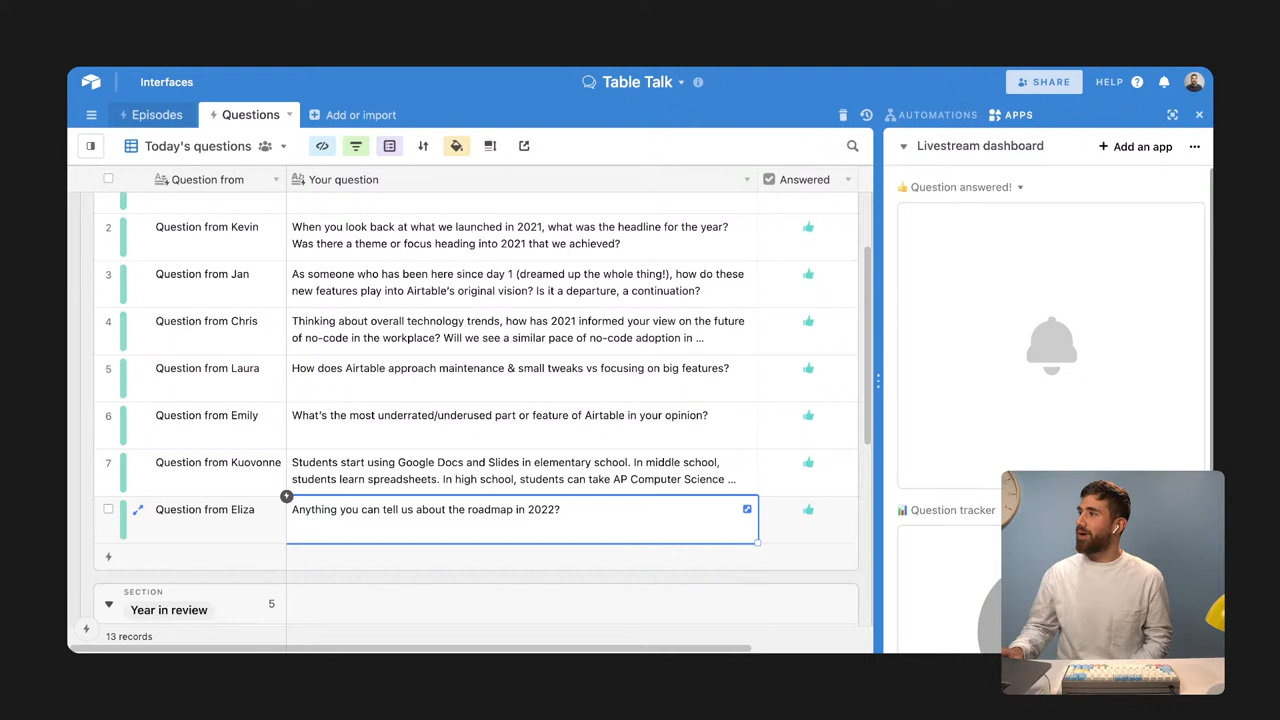 Interfaces
Table Talk
SHARE
HELP
Episodes
Questions
Add or import
AUTOMATIONS
APPS
Today's questions
Livestream dashboard
Add an app
Question from
Your question
Answered
👍 Question answered!
2
Question from Kevin
When you look back at what we launched in 2021, what was the headline for the year?
Was there a theme or focus heading into 2021 that we achieved?
3
Question from Jan
As someone who has been here since day 1 (dreamed up the whole thing!), how do these
new features play into Airtable's original vision? Is it a departure, a continuation?
4
Question from Chris
Thinking about overall technology trends, how has 2021 informed your view on the future
of no-code in the workplace? Will we see a similar pace of no-code adoption in ...
5
Question from Laura
How does Airtable approach maintenance & small tweaks vs focusing on big features?
6
Question from Emily
What's the most underrated/underused part or feature of Airtable in your opinion?
7
Question from Kuovonne
Students start using Google Docs and Slides in elementary school. In middle school,
students learn spreadsheets. In high school, students can take AP Computer Science ...
Question from Eliza
Anything you can tell us about the roadmap in 2022?
📊 Question tracker
SECTION
Year in review
5
13 records